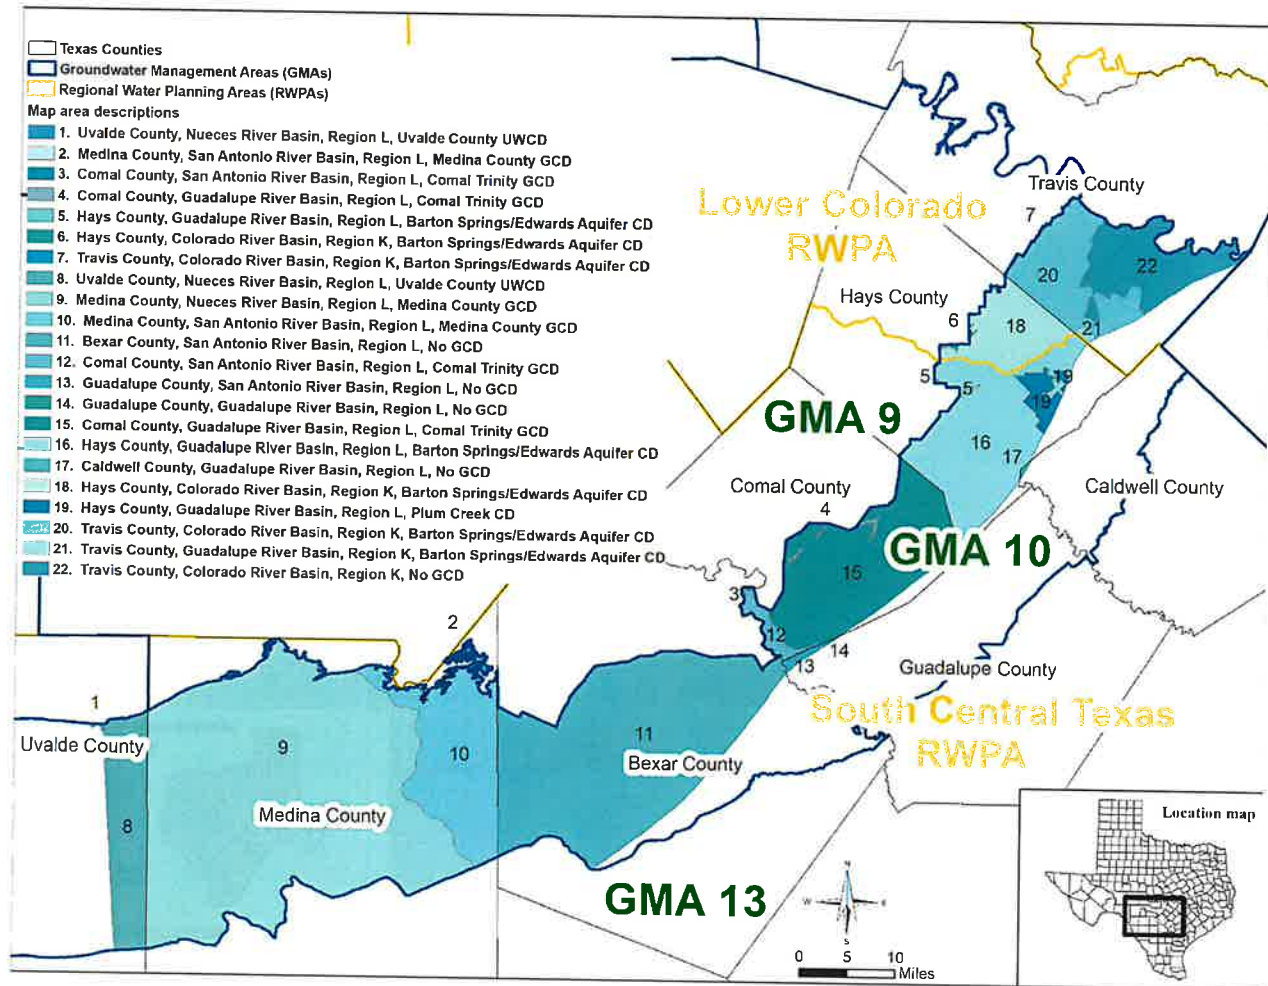 Texas Counties
Groundwater Management Areas (GMAs)
Regional Water Planning Areas (RWPAs)
Map area descriptions
1. Uvalde County, Nueces River Basin, Region L, Uvalde County UWCD
2. Medina County, San Antonio River Basin, Region L, Medina County GCD
3. Comal County, San Antonio River Basin, Region L, Comal Trinity GCD
4. Comal County, Guadalupe River Basin, Region L, Comal Trinity GCD
5. Hays County, Guadalupe River Basin, Region L, Barton Springs/Edwards Aquifer CD
6. Hays County, Colorado River Basin, Region K, Barton Springs/Edwards Aquifer CD
7. Travis County, Colorado River Basin, Region K, Barton Springs/Edwards Aquifer CD
8. Uvalde County, Nueces River Basin, Region L, Uvalde County UWCD
9. Medina County, Nueces River Basin, Region L, Medina County GCD
10. Medina County, San Antonio River Basin, Region L, Medina County GCD
11. Bexar County, San Antonio River Basin, Region L, No GCD
12. Comal County, San Antonio River Basin, Region L, Comal Trinity GCD
13. Guadalupe County, San Antonio River Basin, Region L, No GCD
14. Guadalupe County, Guadalupe River Basin, Region L, No GCD
15. Comal County, Guadalupe River Basin, Region L, Comal Trinity GCD
16. Hays County, Guadalupe River Basin, Region L, Barton Springs/Edwards Aquifer CD
17. Caldwell County, Guadalupe River Basin, Region L, No GCD
18. Hays County, Colorado River Basin, Region K, Barton Springs/Edwards Aquifer CD
19. Hays County, Guadalupe River Basin, Region L, Plum Creek CD
20. Travis County, Colorado River Basin, Region K, Barton Springs/Edwards Aquifer CD
21. Travis County, Guadalupe River Basin, Region K, Barton Springs/Edwards Aquifer CD
22. Travis County, Colorado River Basin, Region K, No GCD
Travis County
Lower Colorado
RWPA
7
20
22
Hays County
6
18
21
5
5
19
19
GMA 9
16
17
Comal County
4
Caldwell County
GMA 10
15
3
2
12
13
14
Guadalupe County
South Central Texas
RWPA
1
Uvalde County
9
10
11
Bexar County
8
Medina County
GMA 13
N
W
E
S
0 5 10
Miles
Location map